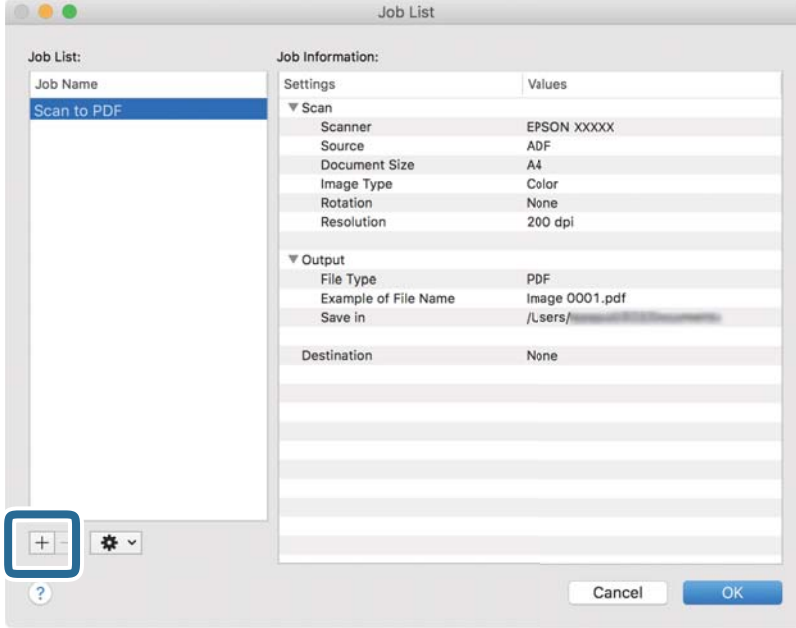 Job List
Job List:
Job Information:
Job Name
Settings Values
Scan to PDF
Scan
Scanner EPSON XXXXX
Source ADF
Document Size A4
Image Type Color
Rotation None
Resolution 200 dpi
Output
File Type PDF
Example of File Name Image 0001.pdf
Save in /Users/
Destination None
+ -
?
Cancel OK